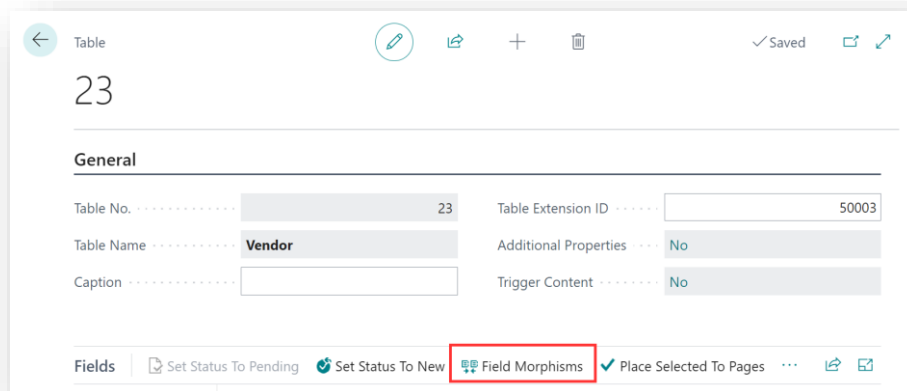 Table
Saved
23
General
Table No. 23
Table Extension ID 50003
Table Name Vendor
Additional Properties No
Caption
Trigger Content No
Fields Set Status To Pending Set Status To New Field Morphisms Place Selected To Pages ...